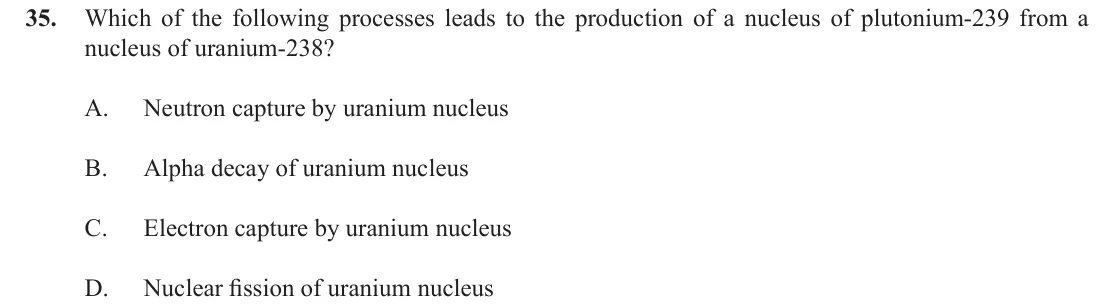 35. Which of the following processes leads to the production of a nucleus of plutonium-239 from a
nucleus of uranium-238?
A. Neutron capture by uranium nucleus
B. Alpha decay of uranium nucleus
C. Electron capture by uranium nucleus
D. Nuclear fission of uranium nucleus